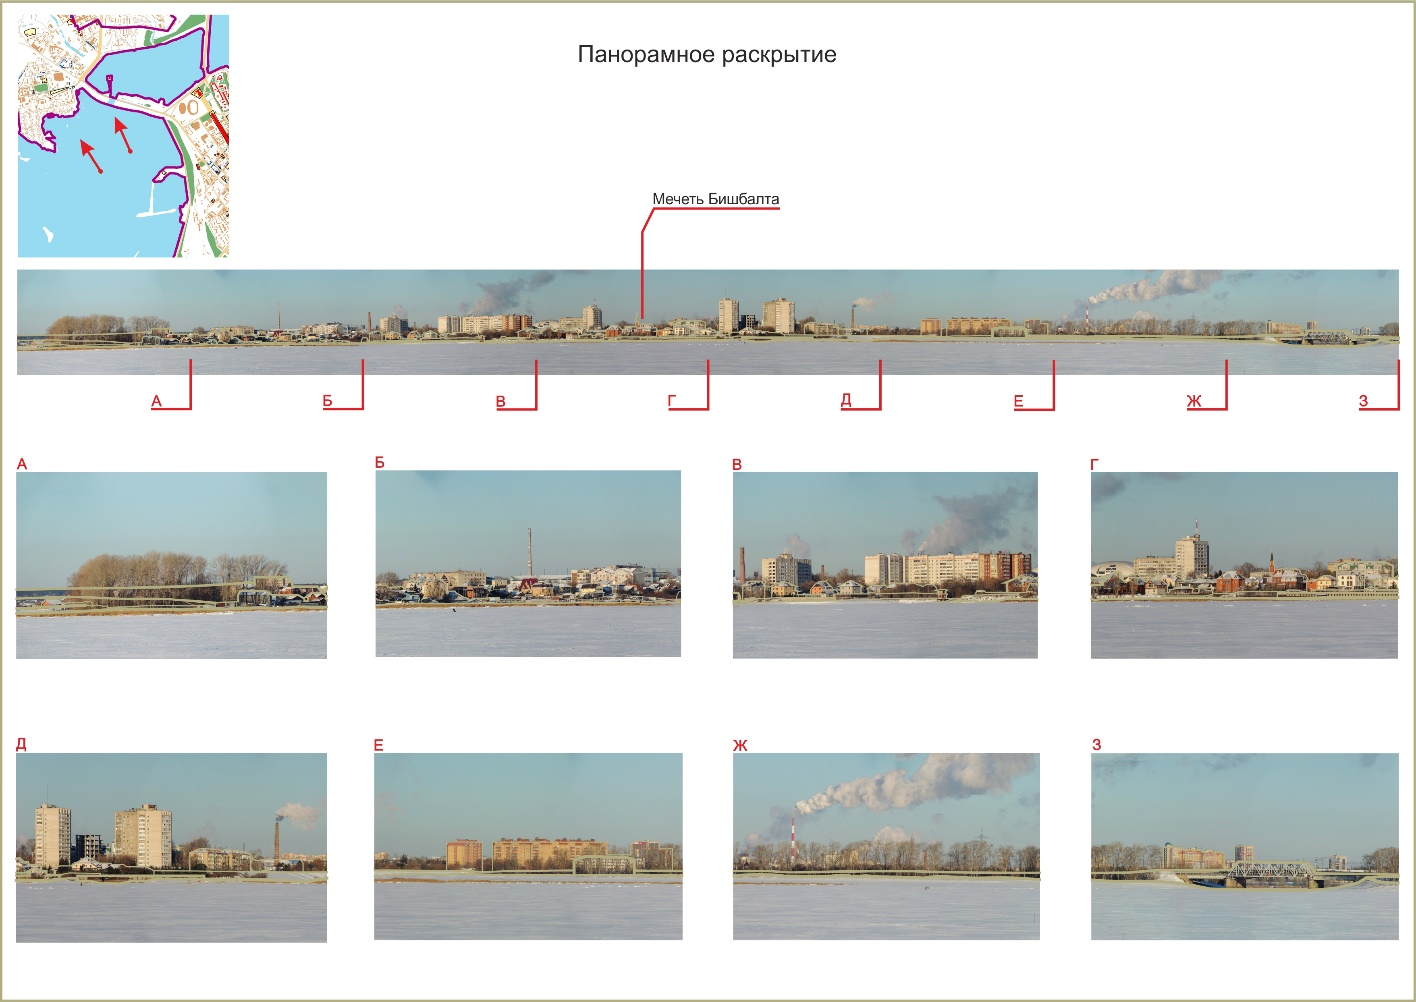 Панорамное раскрытие
Мечеть Бишбалта
А
Б
В
Г
Д
Е
Ж
З
А
Б
В
Г
Д
Е
Ж
З